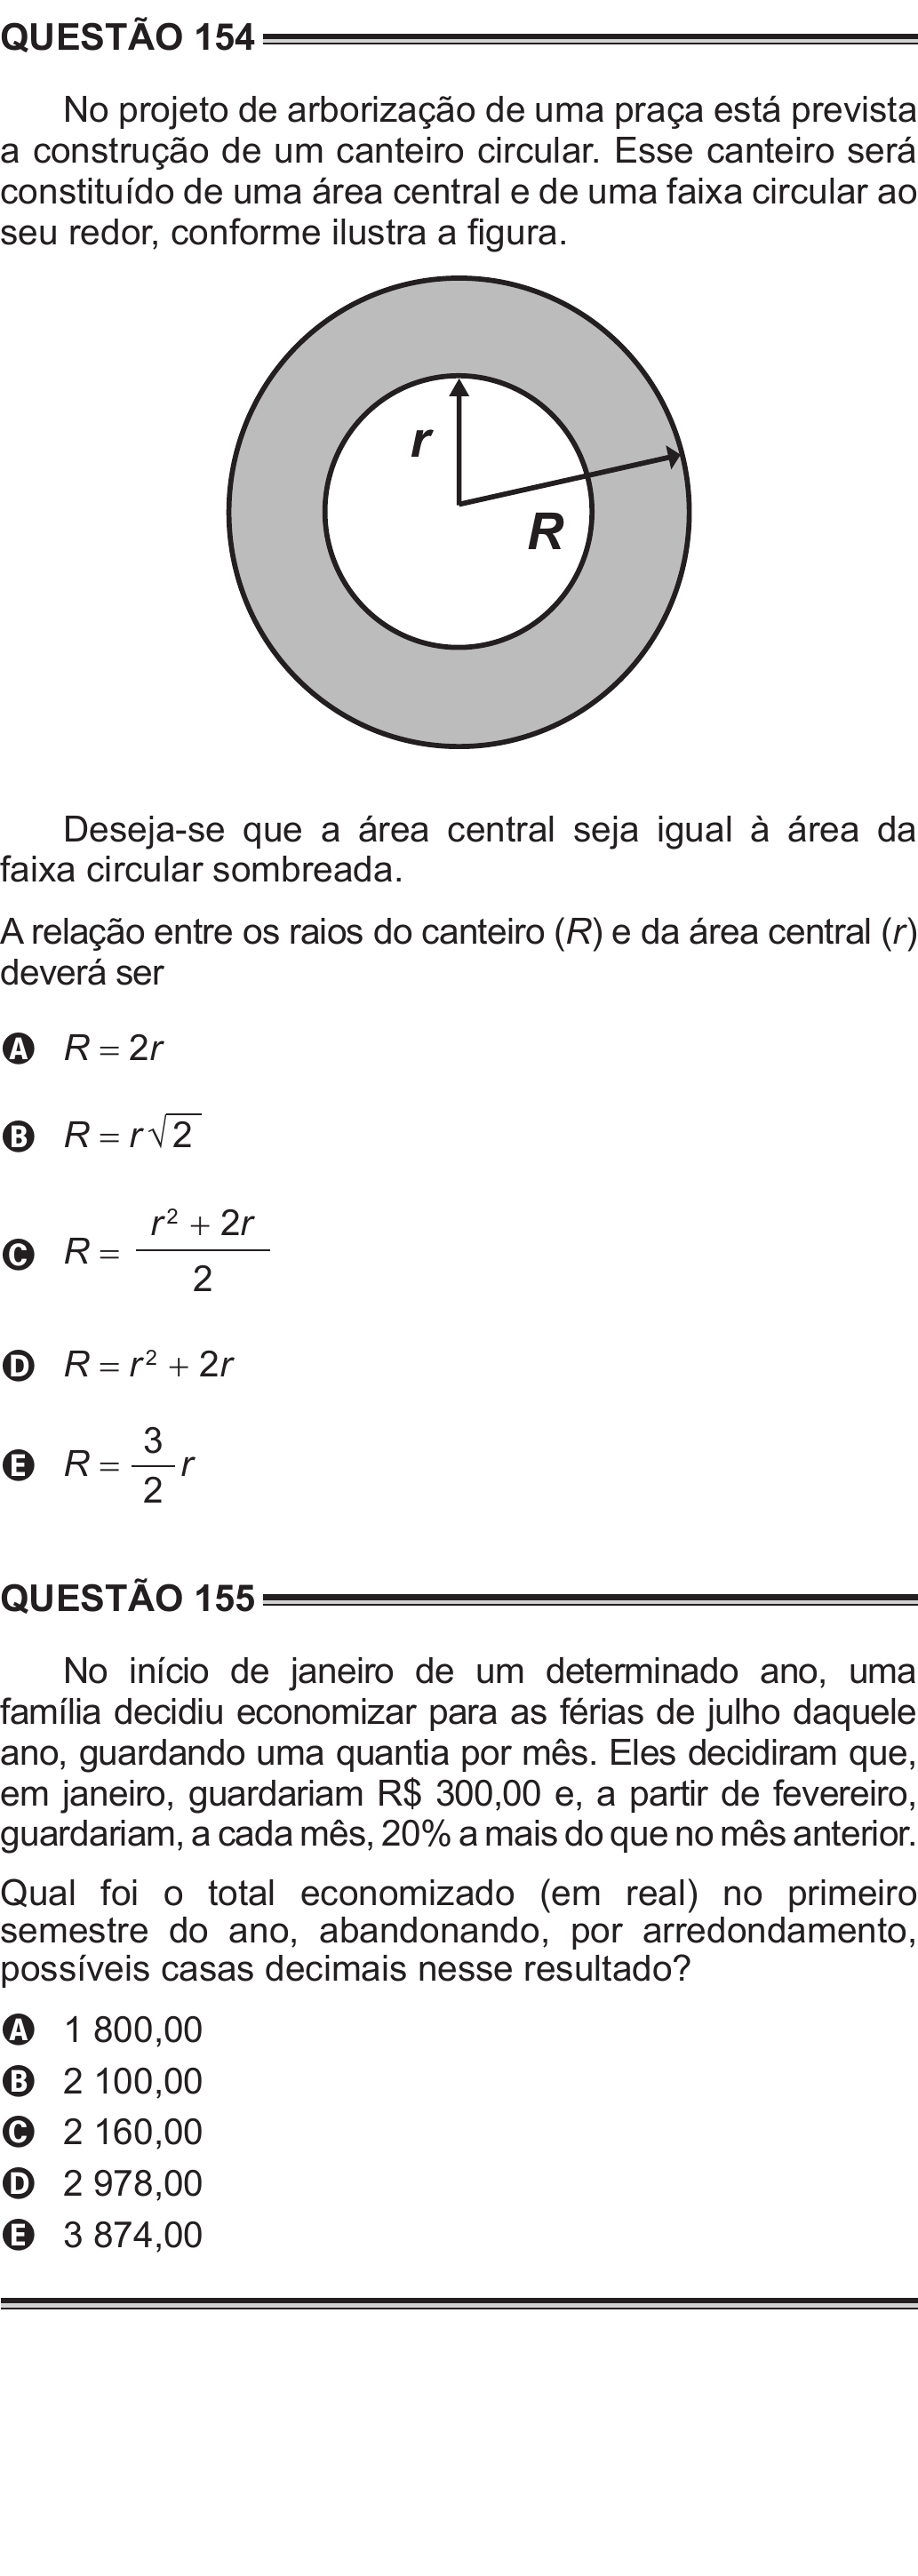 QUESTÃO 154
No projeto de arborização de uma praça está prevista
a construção de um canteiro circular. Esse canteiro será
constituído de uma área central e de uma faixa circular ao
seu redor, conforme ilustra a figura.
r
R
Deseja-se que a área central seja igual à área da
faixa circular sombreada.
A relação entre os raios do canteiro (R) e da área central (r)
deverá ser
A R = 2r
B R = r√2
C R = (r² + 2r)/2
D R = r² + 2r
E R = 3/2 r
QUESTÃO 155
No início de janeiro de um determinado ano, uma
família decidiu economizar para as férias de julho daquele
ano, guardando uma quantia por mês. Eles decidiram que,
em janeiro, guardariam R$ 300,00 e, a partir de fevereiro,
guardariam, a cada mês, 20% a mais do que no mês anterior.
Qual foi o total economizado (em real) no primeiro
semestre do ano, abandonando, por arredondamento,
possíveis casas decimais nesse resultado?
A 1 800,00
B 2 100,00
C 2 160,00
D 2 978,00
E 3 874,00